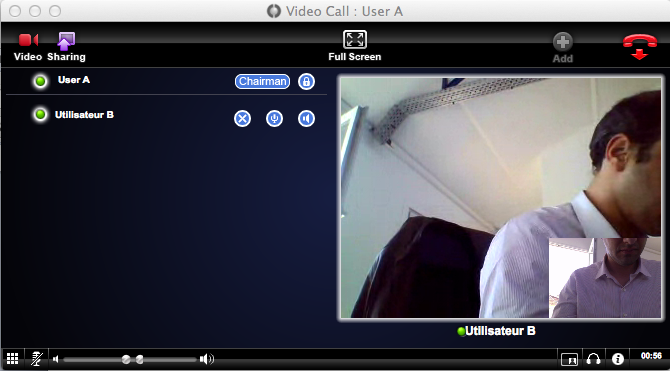 Video Call : User A
Video Sharing Full Screen Add
User A Chairman
Utilisateur B
Utilisateur B
00:56